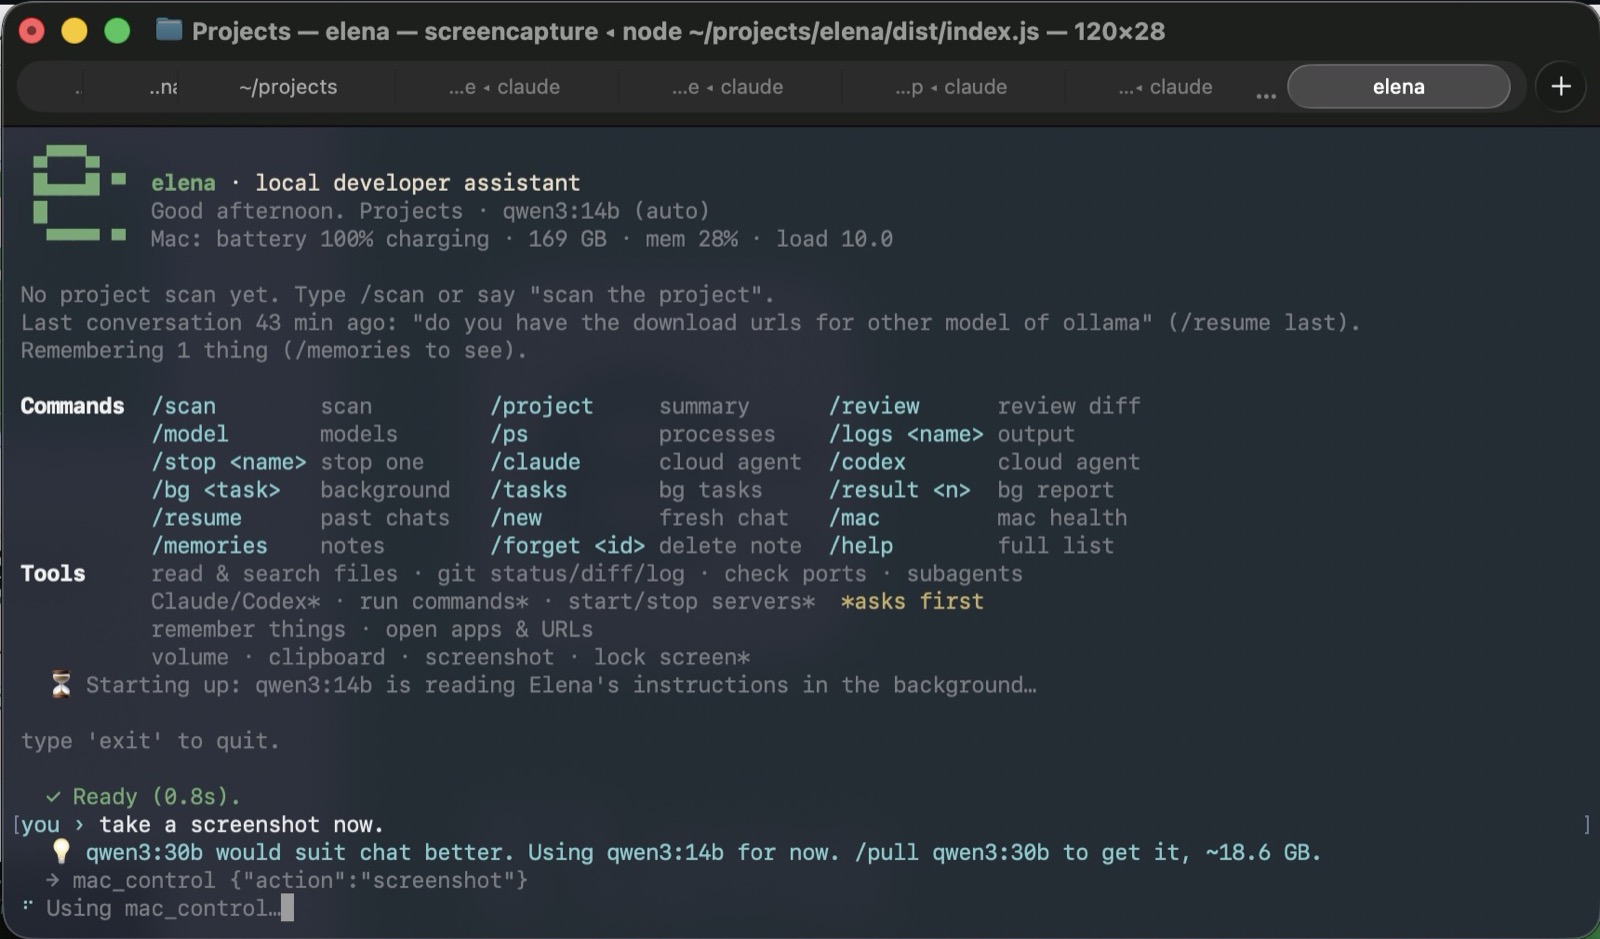 Projects — elena — screencapture ◂ node ~/projects/elena/dist/index.js — 120×28
..na ~/projects ...e ◂ claude ...e ◂ claude ...p ◂ claude ...◂ claude ... elena +
elena · local developer assistant
Good afternoon. Projects · qwen3:14b (auto)
Mac: battery 100% charging · 169 GB · mem 28% · load 10.0
No project scan yet. Type /scan or say "scan the project".
Last conversation 43 min ago: "do you have the download urls for other model of ollama" (/resume last).
Remembering 1 thing (/memories to see).
Commands /scan scan /project summary /review review diff
/model models /ps processes /logs <name> output
/stop <name> stop one /claude cloud agent /codex cloud agent
/bg <task> background /tasks bg tasks /result <n> bg report
/resume past chats /new fresh chat /mac mac health
/memories notes /forget <id> delete note /help full list
Tools read & search files · git status/diff/log · check ports · subagents
Claude/Codex* · run commands* · start/stop servers* *asks first
remember things · open apps & URLs
volume · clipboard · screenshot · lock screen*
⏳ Starting up: qwen3:14b is reading Elena's instructions in the background…
type 'exit' to quit.
✓ Ready (0.8s).
[you › take a screenshot now. ]
💡 qwen3:30b would suit chat better. Using qwen3:14b for now. /pull qwen3:30b to get it, ~18.6 GB.
→ mac_control {"action":"screenshot"}
Using mac_control…